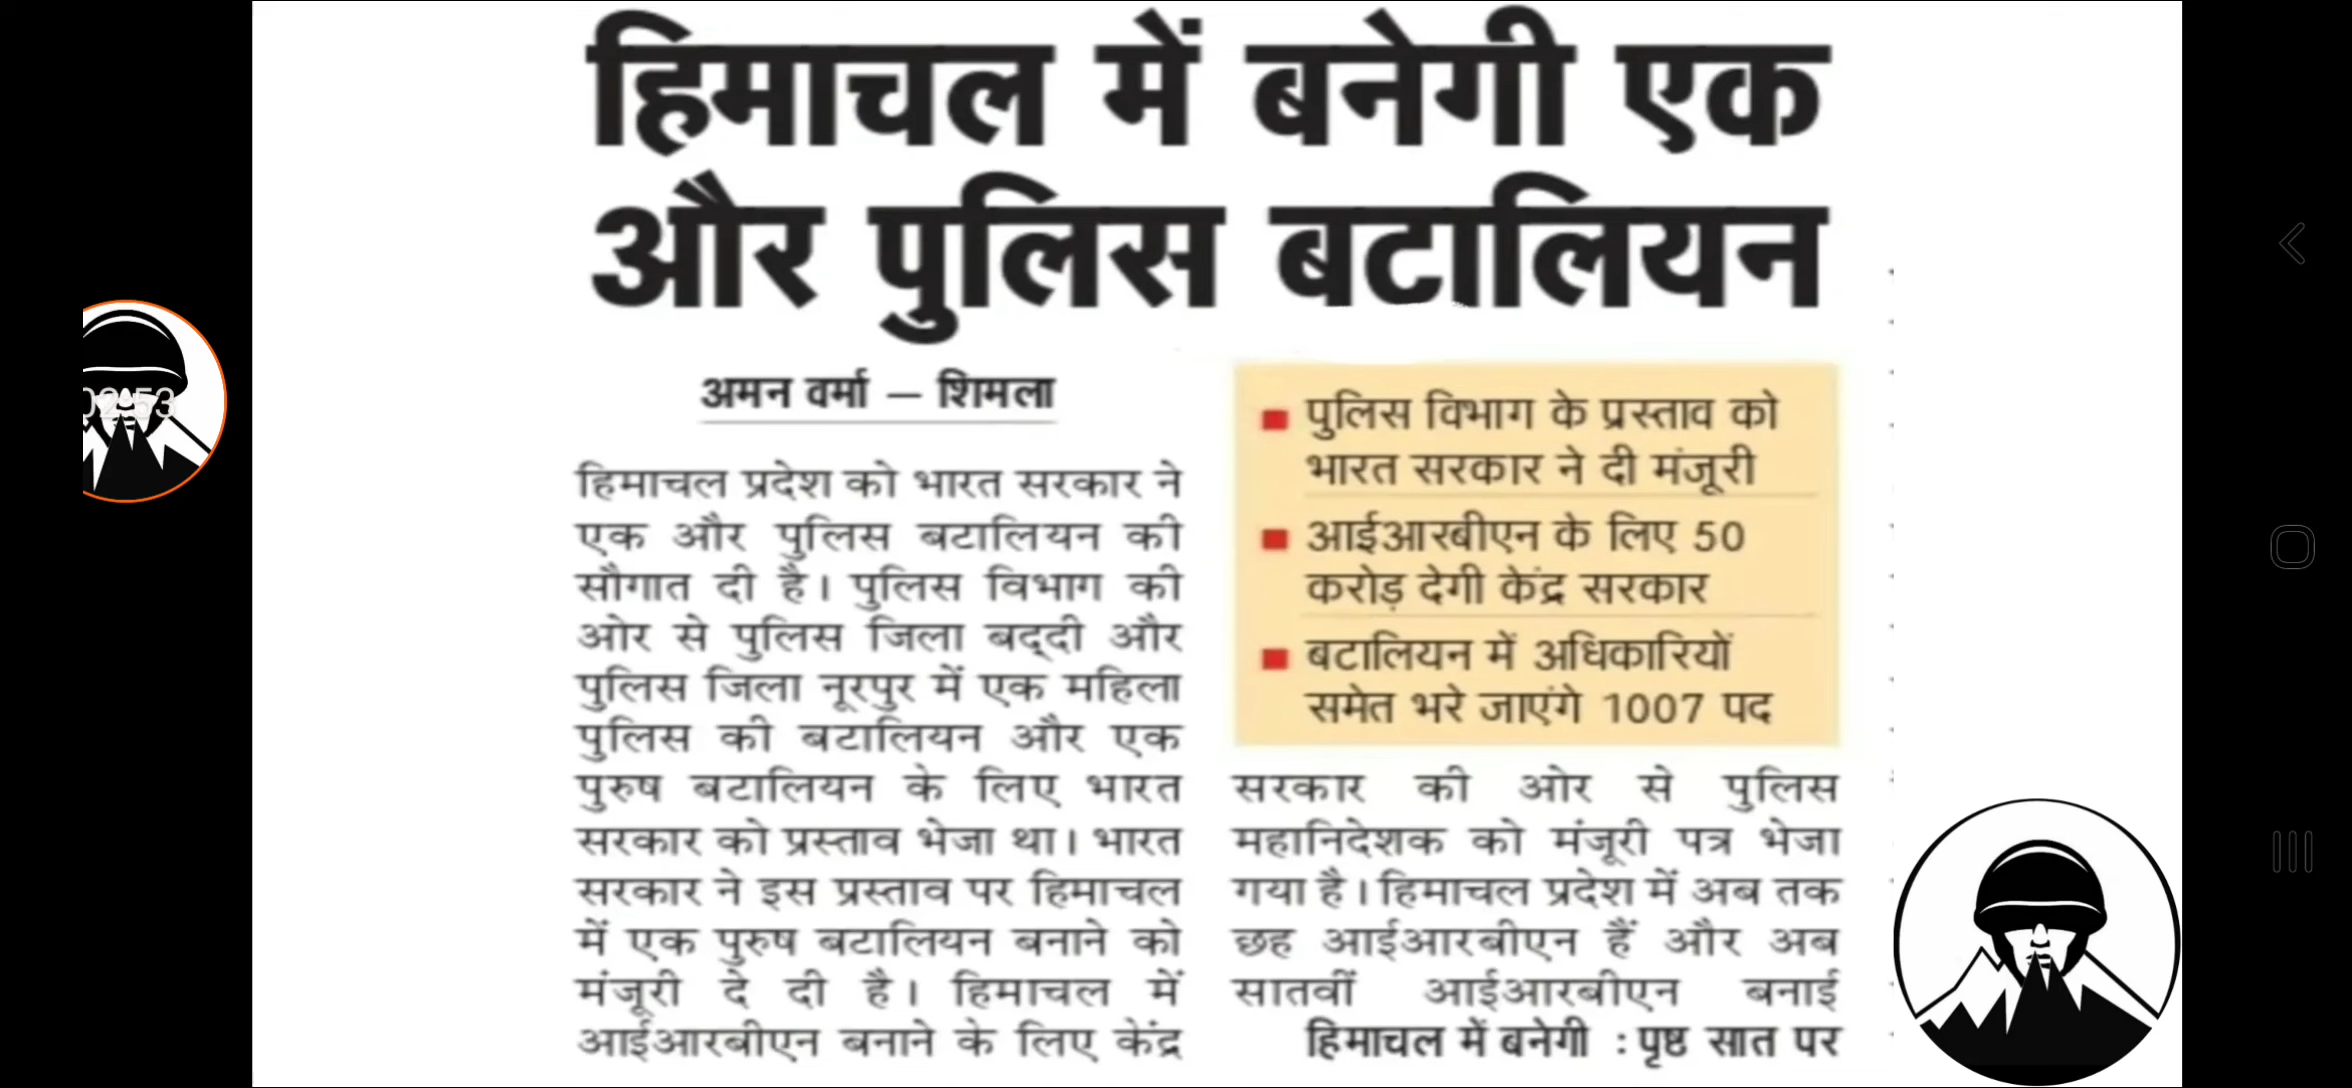 हिमाचल में बनेगी एक
और पुलिस बटालियन
अमन वर्मा — शिमला
हिमाचल प्रदेश को भारत सरकार ने
एक और पुलिस बटालियन की
सौगात दी है। पुलिस विभाग की
ओर से पुलिस जिला बद्दी और
पुलिस जिला नूरपुर में एक महिला
पुलिस की बटालियन और एक
पुरुष बटालियन के लिए भारत
सरकार को प्रस्ताव भेजा था। भारत
सरकार ने इस प्रस्ताव पर हिमाचल
में एक पुरुष बटालियन बनाने को
मंजूरी दे दी है। हिमाचल में
आईआरबीएन बनाने के लिए केंद्र
पुलिस विभाग के प्रस्ताव को
भारत सरकार ने दी मंजूरी
आईआरबीएन के लिए 50
करोड़ देगी केंद्र सरकार
बटालियन में अधिकारियों
समेत भरे जाएंगे 1007 पद
सरकार की ओर से पुलिस
महानिदेशक को मंजूरी पत्र भेजा
गया है। हिमाचल प्रदेश में अब तक
छह आईआरबीएन हैं और अब
सातवीं आईआरबीएन बनाई
हिमाचल में बनेगी : पृष्ठ सात पर
02:53